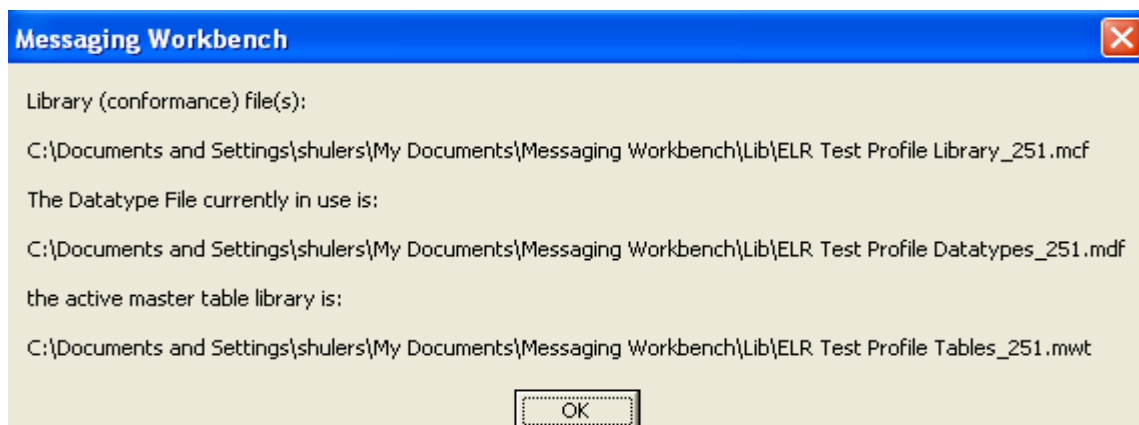 Messaging Workbench
Library (conformance) file(s):
C:\Documents and Settings\shulers\My Documents\Messaging Workbench\Lib\ELR Test Profile Library_251.mcf
The Datatype File currently in use is:
C:\Documents and Settings\shulers\My Documents\Messaging Workbench\Lib\ELR Test Profile Datatypes_251.mdf
the active master table library is:
C:\Documents and Settings\shulers\My Documents\Messaging Workbench\Lib\ELR Test Profile Tables_251.mwt
OK